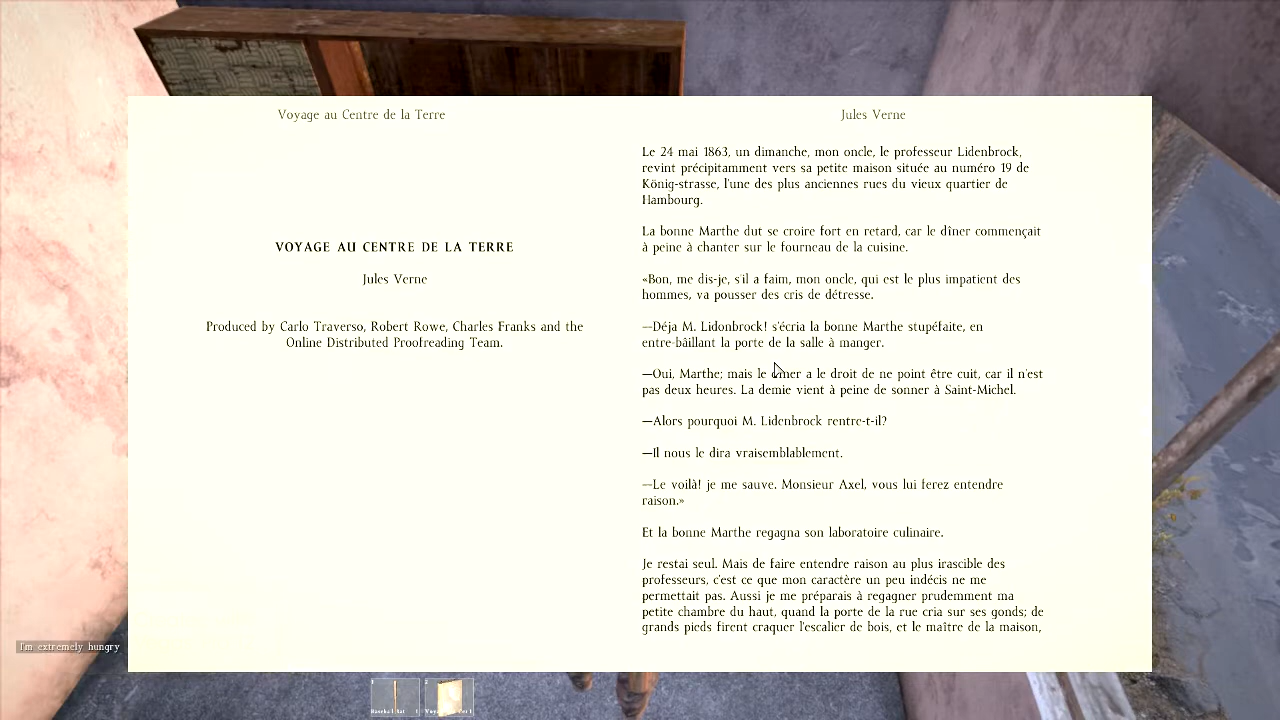 Voyage au Centre de la Terre
Jules Verne
VOYAGE AU CENTRE DE LA TERRE
Jules Verne
Produced by Carlo Traverso, Robert Rowe, Charles Franks and the
Online Distributed Proofreading Team.
Le 24 mai 1863, un dimanche, mon oncle, le professeur Lidenbrock,
revint précipitamment vers sa petite maison située au numéro 19 de
König-strasse, l'une des plus anciennes rues du vieux quartier de
Hambourg.
La bonne Marthe dut se croire fort en retard, car le dîner commençait
à peine à chanter sur le fourneau de la cuisine.
«Bon, me dis-je, s'il a faim, mon oncle, qui est le plus impatient des
hommes, va pousser des cris de détresse.
--Déja M. Lidonbrock! s'écria la bonne Marthe stupéfaite, en
entre-bâillant la porte de la salle à manger.
--Oui, Marthe; mais le dîner a le droit de ne point être cuit, car il n'est
pas deux heures. La demie vient à peine de sonner à Saint-Michel.
--Alors pourquoi M. Lidenbrock rentre-t-il?
--Il nous le dira vraisemblablement.
--Le voilà! je me sauve. Monsieur Axel, vous lui ferez entendre
raison.»
Et la bonne Marthe regagna son laboratoire culinaire.
Je restai seul. Mais de faire entendre raison au plus irascible des
professeurs, c'est ce que mon caractère un peu indécis ne me
permettait pas. Aussi je me préparais à regagner prudemment ma
petite chambre du haut, quand la porte de la rue cria sur ses gonds; de
grands pieds firent craquer l'escalier de bois, et le maître de la maison,
I'm extremely hungry
1
2
Baseball Bat 1